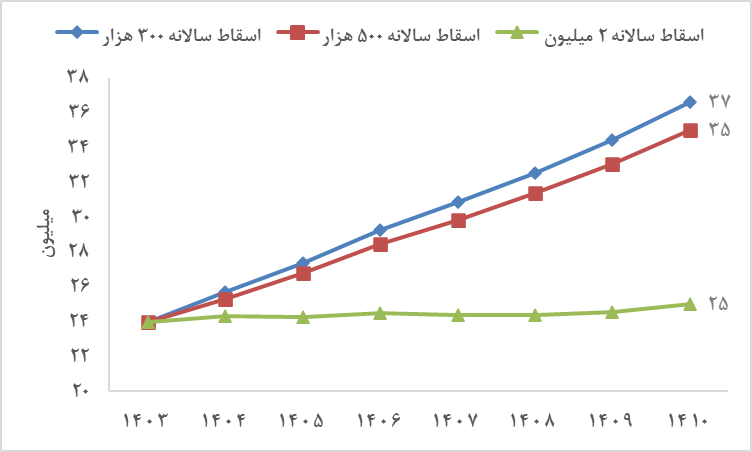 اسقاط سالانه ۳۰۰ هزار
اسقاط سالانه ۵۰۰ هزار
اسقاط سالانه ۲ میلیون
میلیون
۳۸
۳۶
۳۴
۳۲
۳۰
۲۸
۲۶
۲۴
۲۲
۲۰
۳۷
۳۵
۲۵
۱۴۰۳ ۱۴۰۴ ۱۴۰۵ ۱۴۰۶ ۱۴۰۷ ۱۴۰۸ ۱۴۰۹ ۱۴۱۰